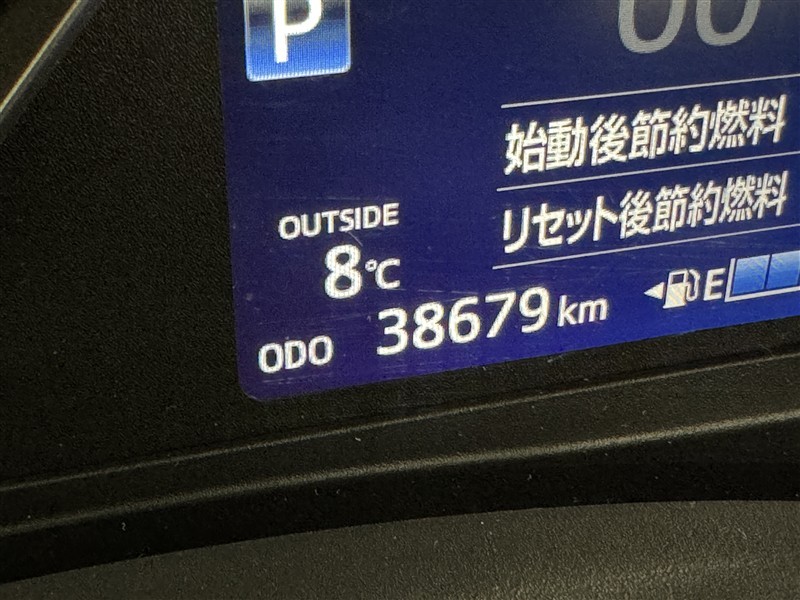 P
始動後節約燃料
リセット後節約燃料
OUTSIDE
8℃
ODO 38679 km
E